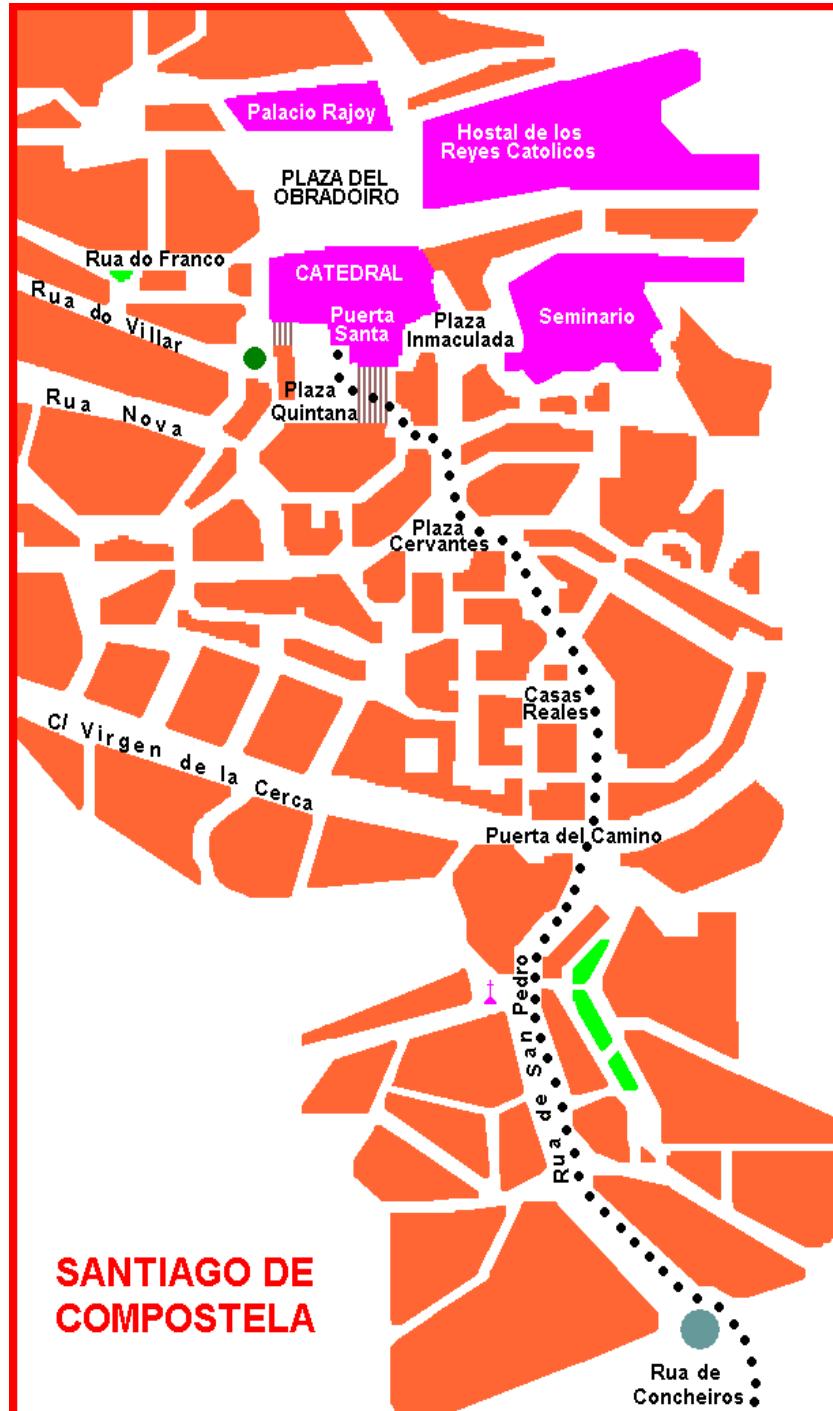 Palacio Rajoy
Hostal de los
Reyes Catolicos
PLAZA DEL
OBRADOIRO
Rua do Franco
CATEDRAL
Rua do Villar
Puerta
Santa
Plaza
Inmaculada
Seminario
Plaza
Quintana
Rua Nova
Plaza
Cervantes
Casas
Reales
C/ Virgen de la Cerca
Puerta del Camino
Rua de San Pedro
SANTIAGO DE
COMPOSTELA
Rua de
Concheiros